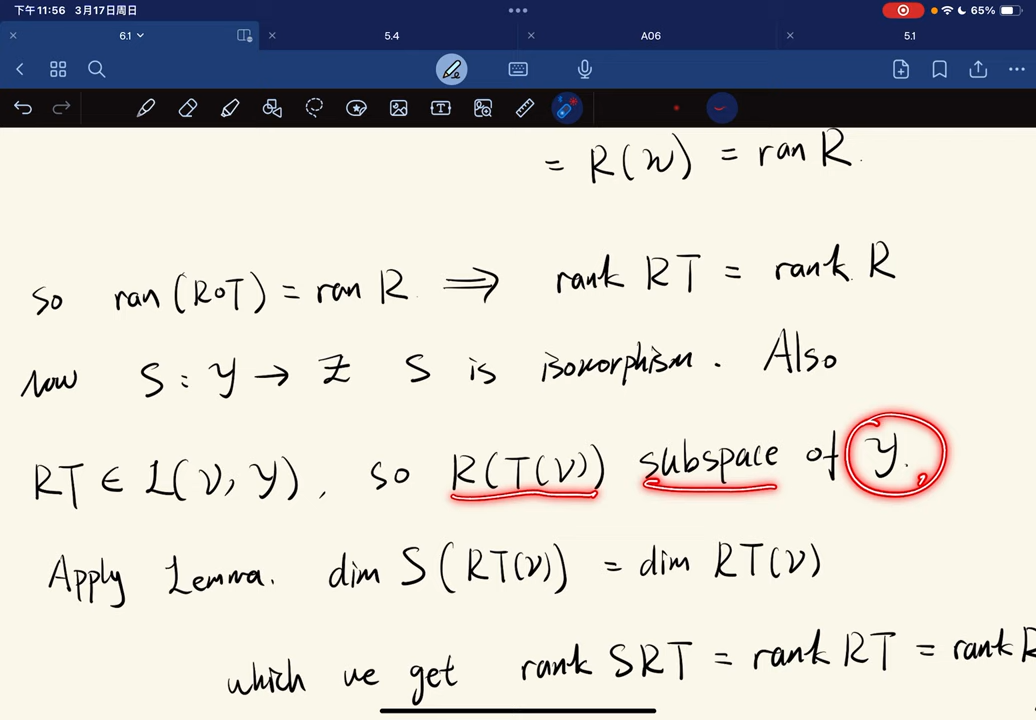 下午11:56 3月17日周日 65%
6.1 5.4 A06 5.1
= R(W) = ran R.
So ran (R∘T) = ran R. ⟹ rank RT = rank R
Now S : Y → Z S is isomorphism. Also
RT ∈ L(V, Y), so R(T(V)) subspace of Y.
Apply Lemma. dim S(RT(V)) = dim RT(V)
which we get rank SRT = rank RT = rank R